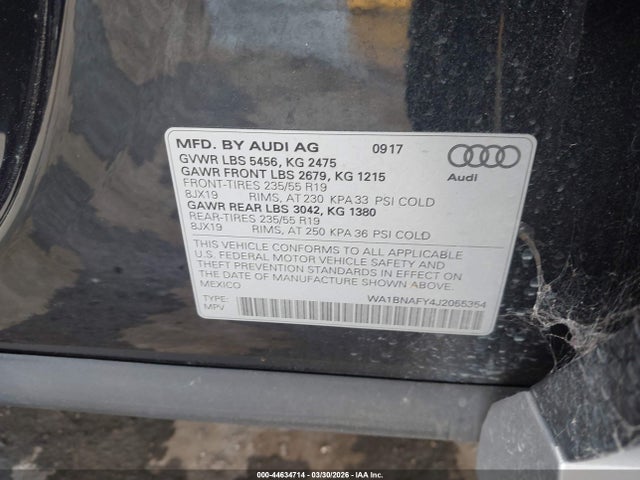 MFD. BY AUDI AG 0917
GVWR LBS 5456, KG 2475
GAWR FRONT LBS 2679, KG 1215
FRONT-TIRES 235/55 R19
8JX19 RIMS, AT 230 KPA 33 PSI COLD
GAWR REAR LBS 3042, KG 1380
REAR-TIRES 235/55 R19
8JX19 RIMS, AT 250 KPA 36 PSI COLD
Audi
THIS VEHICLE CONFORMS TO ALL APPLICABLE
U.S. FEDERAL MOTOR VEHICLE SAFETY AND
THEFT PREVENTION STANDARDS IN EFFECT ON
THE DATE OF MANUFACTURE SHOWN ABOVE.
MEXICO
WA1BNAFY4J2065354
TYPE:
MPV
000-44634714 — 03/30/2026 — IAA Inc.